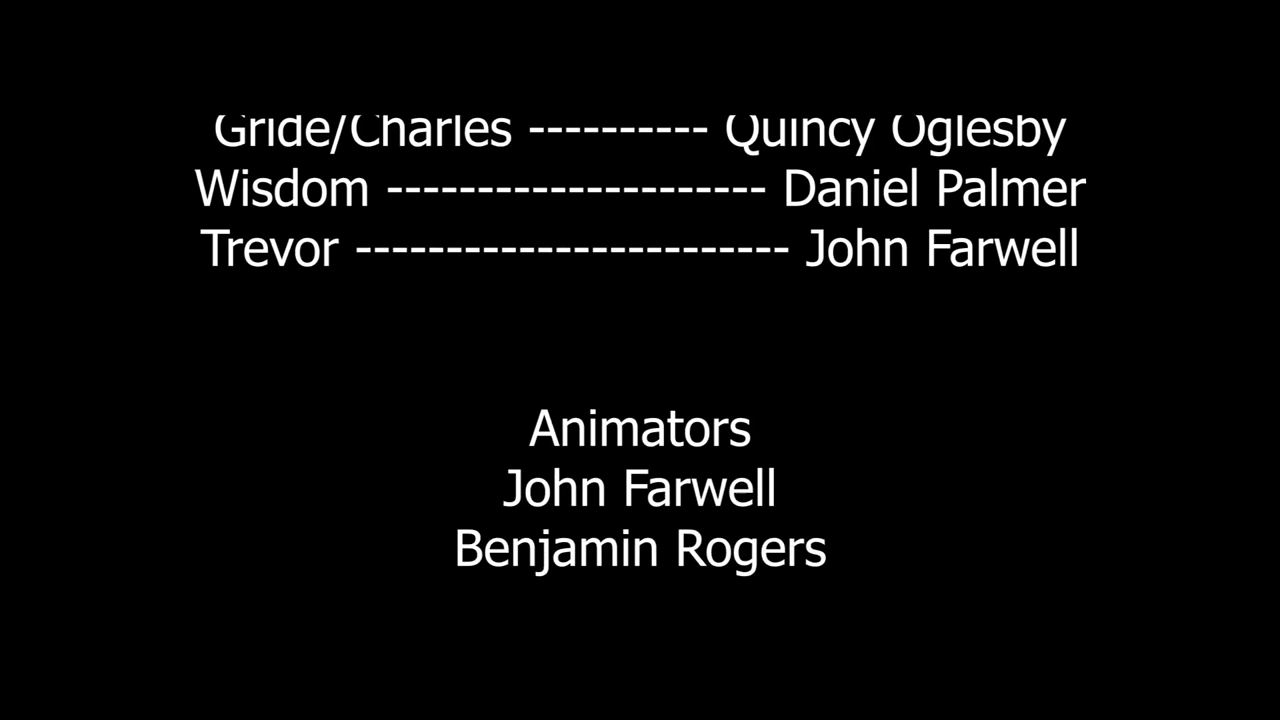 Gride/Charles ---------- Quincy Oglesby
Wisdom --------------------- Daniel Palmer
Trevor ------------------------ John Farwell
Animators
John Farwell
Benjamin Rogers